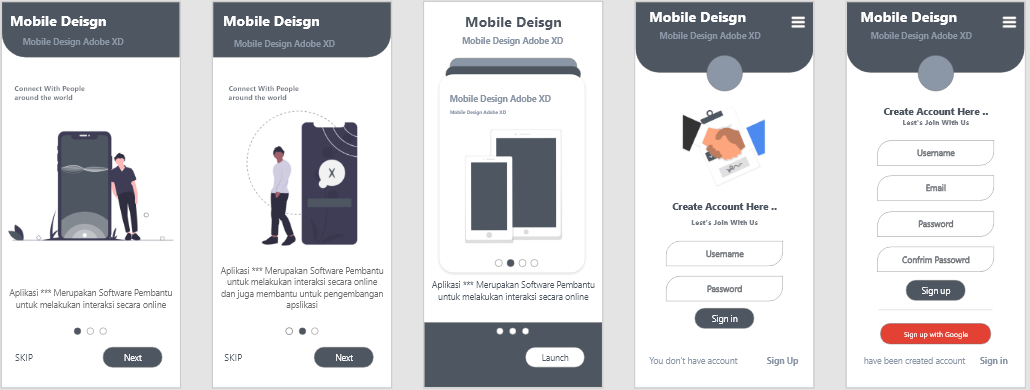 Mobile Deisgn
Mobile Design Adobe XD
Connect With People
around the world
Aplikasi *** Merupakan Software Pembantu
untuk melakukan interaksi secara online
SKIP
Next
Mobile Deisgn
Mobile Design Adobe XD
Connect With People
around the world
X
Aplikasi *** Merupakan Software Pembantu
untuk melakukan interaksi secara online
dan juga membantu untuk pengembangan
apslikasi
SKIP
Next
Mobile Deisgn
Mobile Design Adobe XD
Mobile Design Adobe XD
Mobile Design Adobe XD
Aplikasi *** Merupakan Software Pembantu
untuk melakukan interaksi secara online
Launch
Mobile Deisgn
Mobile Design Adobe XD
Create Account Here ..
Lest's Join With Us
Username
Password
Sign in
You don't have account
Sign Up
Mobile Deisgn
Mobile Design Adobe XD
Create Account Here ..
Lest's Join With Us
Username
Email
Password
Confrim Passowrd
Sign up
Sign up with Google
have been created account
Sign in